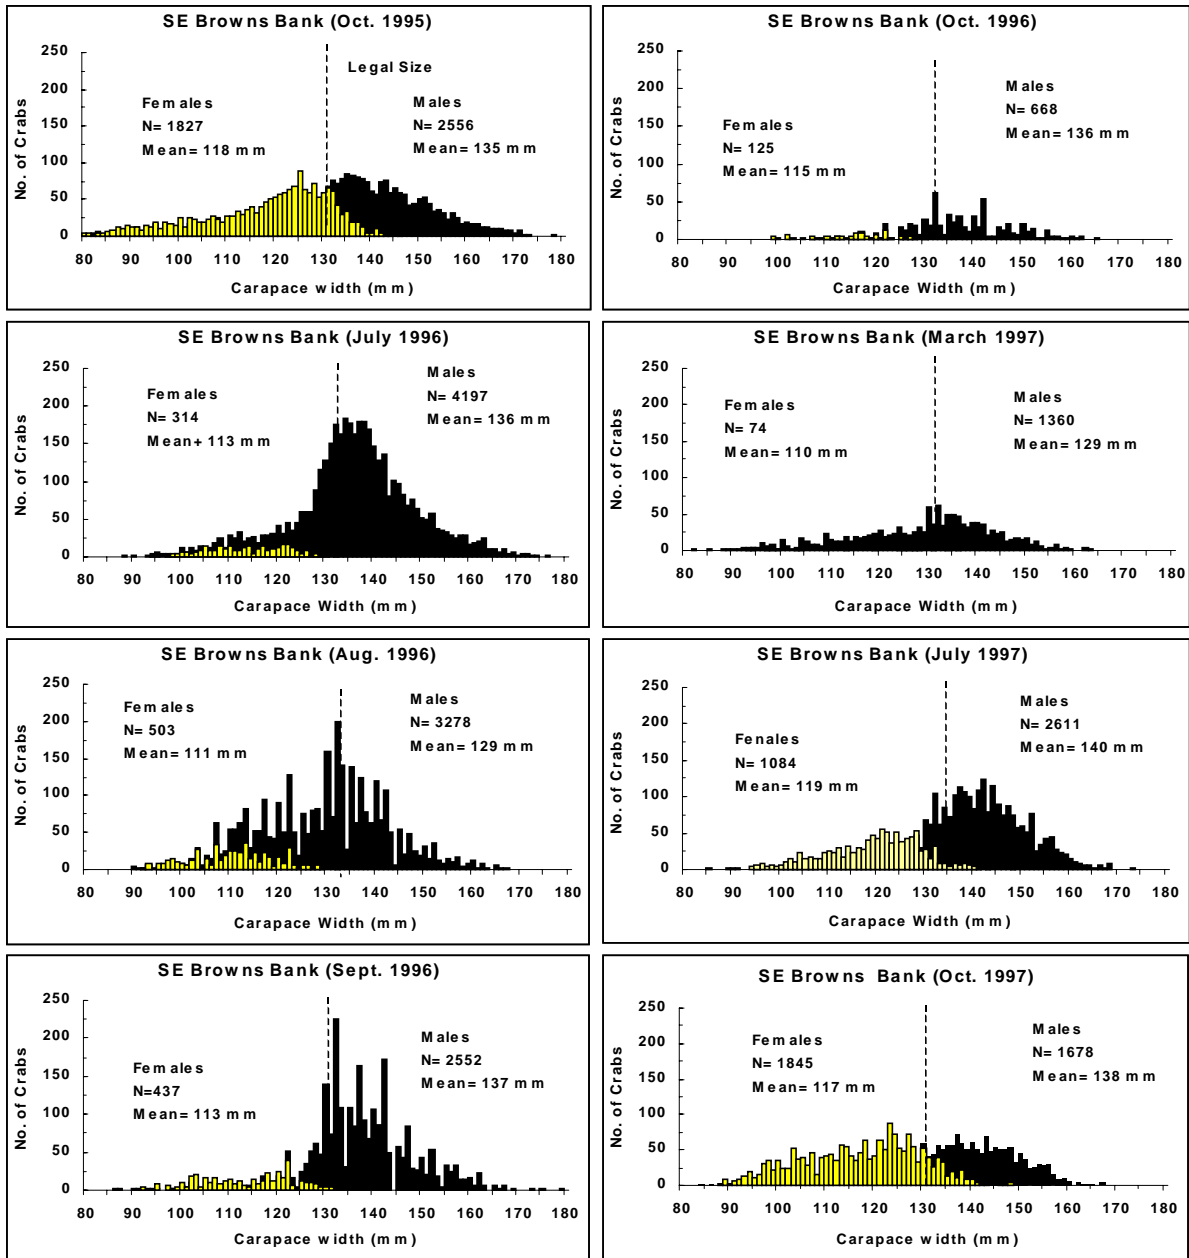 SE Browns Bank (Oct. 1995)
250
200
150
100
50
0
No. of Crabs
Legal Size
Females
N= 1827
Mean= 118 mm
Males
N= 2556
Mean= 135 mm
80 90 100 110 120 130 140 150 160 170 180
Carapace width (mm)
SE Browns Bank (Oct. 1996)
250
200
150
100
50
0
No. of Crabs
Females
N= 125
Mean= 115 mm
Males
N= 668
Mean= 136 mm
80 90 100 110 120 130 140 150 160 170 180
Carapace Width (mm)
SE Browns Bank (July 1996)
250
200
150
100
50
0
No. of Crabs
Females
N= 314
Mean+ 113 mm
Males
N= 4197
Mean= 136 mm
80 90 100 110 120 130 140 150 160 170 180
Carapace Width (mm)
SE Browns Bank (March 1997)
250
200
150
100
50
0
No. of Crabs
Females
N= 74
Mean= 110 mm
Males
N= 1360
Mean= 129 mm
80 90 100 110 120 130 140 150 160 170 180
Carapace Width (mm)
SE Browns Bank (Aug. 1996)
250
200
150
100
50
0
No. of Crabs
Females
N= 503
Mean= 111 mm
Males
N= 3278
Mean= 129 mm
80 90 100 110 120 130 140 150 160 170 180
Carapace Width (mm)
SE Browns Bank (July 1997)
250
200
150
100
50
0
No. of Crabs
Fenales
N= 1084
Mean= 119 mm
Males
N= 2611
Mean= 140 mm
80 90 100 110 120 130 140 150 160 170 180
Carapace Width (mm)
SE Browns Bank (Sept. 1996)
250
200
150
100
50
0
No. of Crabs
Females
N=437
Mean= 113 mm
Males
N= 2552
Mean= 137 mm
80 90 100 110 120 130 140 150 160 170 180
Carapace width (mm)
SE Browns Bank (Oct. 1997)
250
200
150
100
50
0
No. of Crabs
Females
N= 1845
Mean= 117 mm
Males
N= 1678
Mean= 138 mm
80 90 100 110 120 130 140 150 160 170 180
Carapace width (mm)